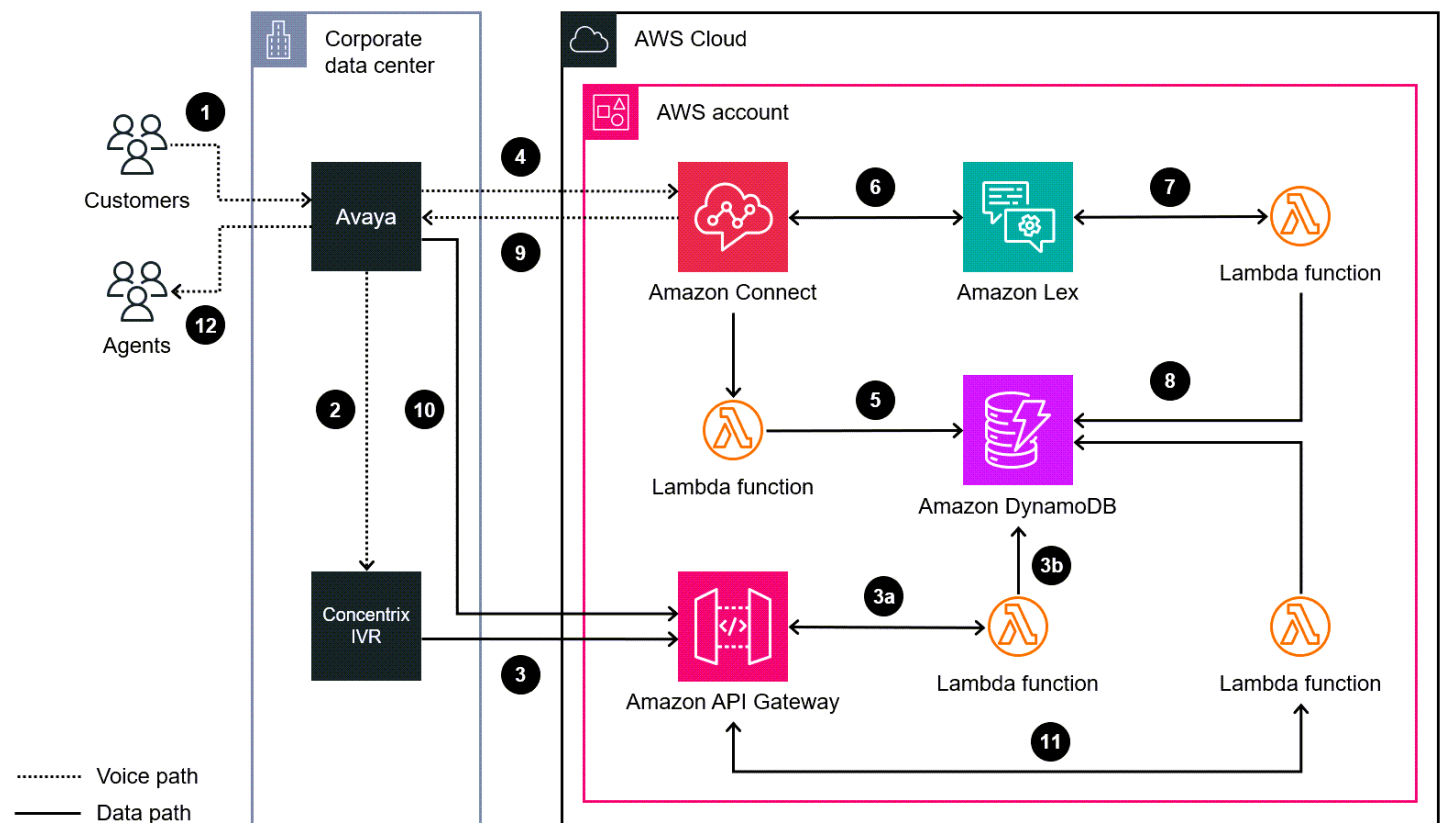 Corporate
data center
AWS Cloud
AWS account
1
Customers
Avaya
4
9
Amazon Connect
6
Amazon Lex
7
Lambda function
12
Agents
2
10
5
Lambda function
8
Amazon DynamoDB
3b
Concentrix
IVR
3
</>
Amazon API Gateway
3a
Lambda function
Lambda function
11
Voice path
Data path